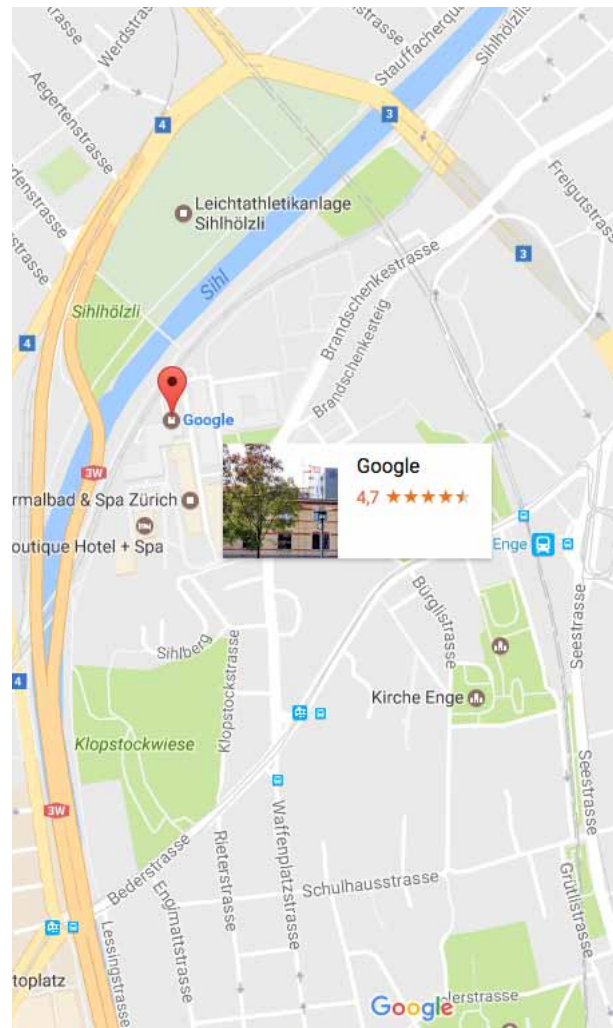 Werdstrasse
Stauffacherquai
Sihlhölzli
Aegertenstrasse
4
3
Leichtathletikanlage
Sihlhölzli
Freigutstrasse
Sihl
3
Brandschenkestrasse
Sihlhölzli
Brandschenkesteig
4
Google
Google
4,7
3W
rmalbad & Spa Zürich
outique Hotel + Spa
Enge
Bürglistrasse
Seestrasse
Sihlberg
Klopstockstrasse
4
Kirche Enge
Klopstockwiese
3W
Seestrasse
Waffenplatzstrasse
Rieterstrasse
Bederstrasse
Schulhausstrasse
Grütlistrasse
Engimattstrasse
Lessingstrasse
toplatz
Google
lerstrasse